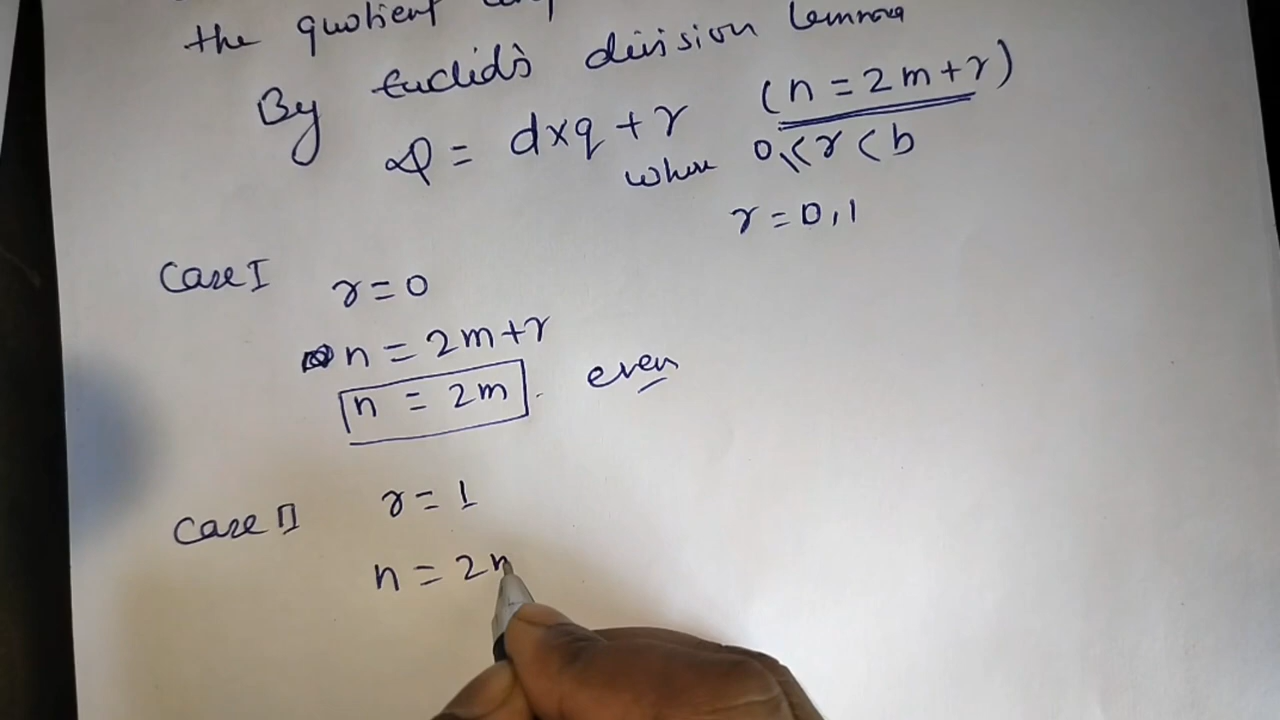 the quotient
By Euclid's division lemma
D = d×q + r (n = 2m + r)
where 0 ≤ r < b
r = 0, 1
Case I r = 0
n = 2m + r
n = 2m. even
Case II r = 1
n = 2m